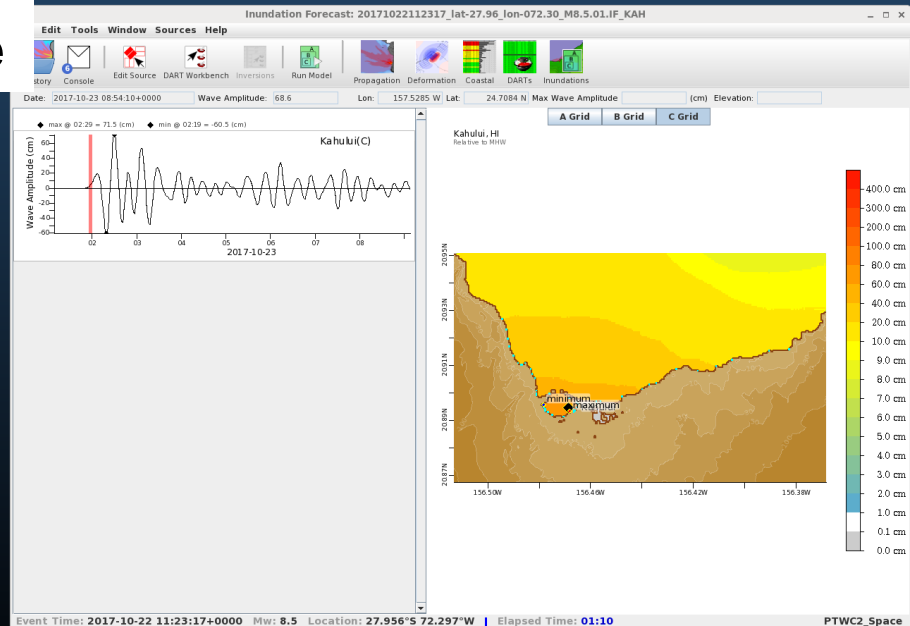 e
Inundation Forecast: 20171022112317_lat-27.96_lon-072.30_M8.5.01.IF_KAH
Edit Tools Window Sources Help
6
story Console Edit Source DART Workbench Inversions Run Model Propagation Deformation Coastal DARTs Inundations
Date: 2017-10-23 08:54:10+0000 Wave Amplitude: 68.6 Lon: 157.5285 W Lat: 24.7084 N Max Wave Amplitude (cm) Elevation:
A Grid B Grid C Grid
max @ 02:29 = 71.5 (cm) min @ 02:19 = -60.5 (cm)
Kahului(C)
Wave Amplitude (cm)
60
40
20
0
-20
-40
-60
02 03 04 05 06 07 08
2017-10-23
Kahului, HI
Relative to MHW
20.95N
20.93N
20.91N
20.89N
20.87N
minimum
maximum
156.50W 156.46W 156.42W 156.38W
400.0 cm
300.0 cm
200.0 cm
100.0 cm
80.0 cm
60.0 cm
40.0 cm
20.0 cm
10.0 cm
9.0 cm
8.0 cm
7.0 cm
6.0 cm
5.0 cm
4.0 cm
3.0 cm
2.0 cm
1.0 cm
0.1 cm
0.0 cm
Event Time: 2017-10-22 11:23:17+0000 Mw: 8.5 Location: 27.956°S 72.297°W | Elapsed Time: 01:10 PTWC2_Space